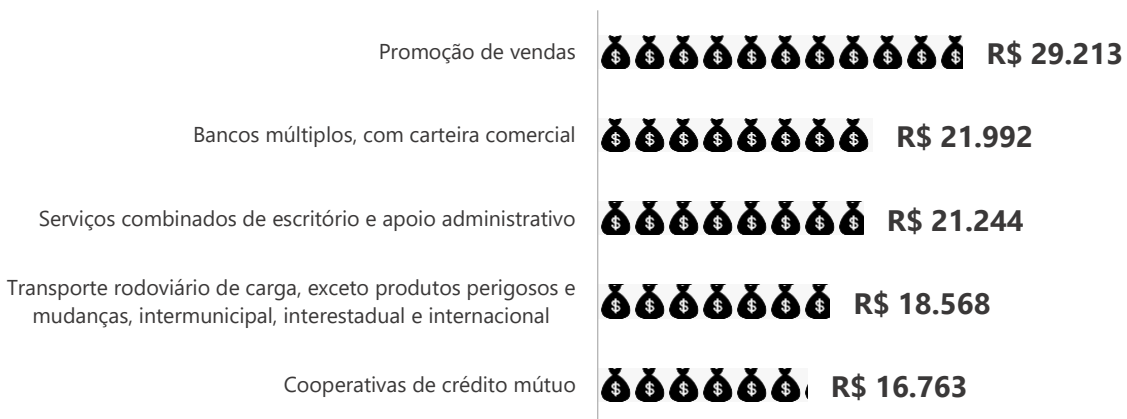 Promoção de vendas
R$ 29.213
Bancos múltiplos, com carteira comercial
R$ 21.992
Serviços combinados de escritório e apoio administrativo
R$ 21.244
Transporte rodoviário de carga, exceto produtos perigosos e
mudanças, intermunicipal, interestadual e internacional
R$ 18.568
Cooperativas de crédito mútuo
R$ 16.763